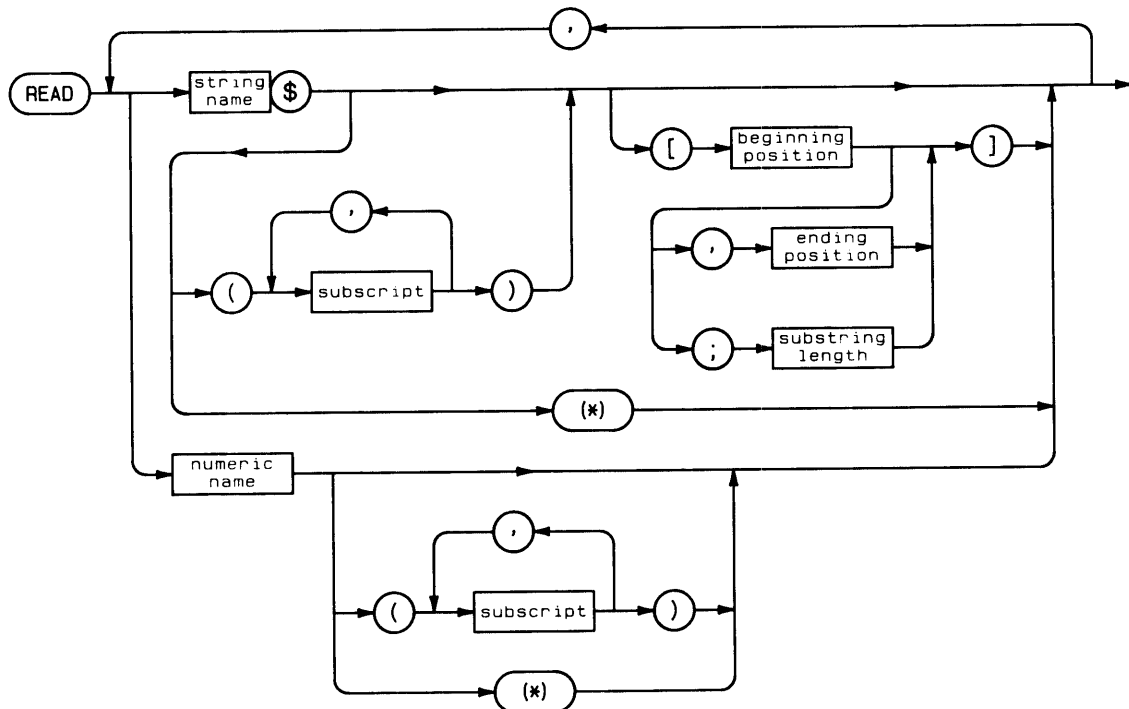 ,
READ
string
name
$
[
beginning
position
]
,
,
ending
position
(
subscript
)
;
substring
length
(*)
numeric
name
,
(
subscript
)
(*)